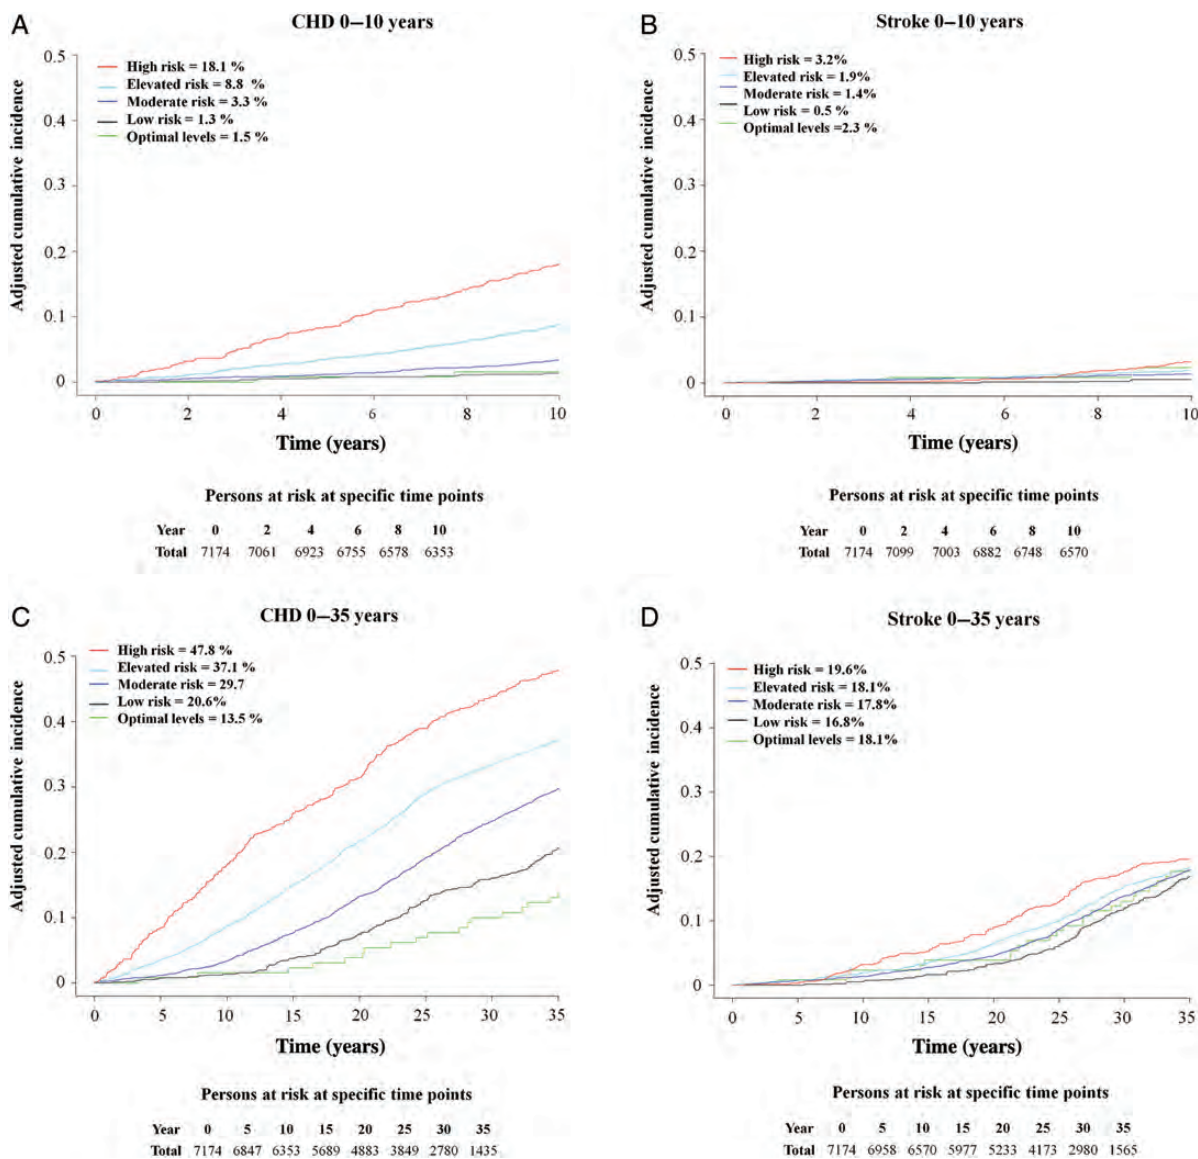 A
CHD 0–10 years
High risk = 18.1 %
Elevated risk = 8.8 %
Moderate risk = 3.3 %
Low risk = 1.3 %
Optimal levels = 1.5 %
Adjusted cumulative incidence
0.5
0.4
0.3
0.2
0.1
0
0 2 4 6 8 10
Time (years)
Persons at risk at specific time points
Year 0 2 4 6 8 10
Total 7174 7061 6923 6755 6578 6353
B
Stroke 0–10 years
High risk = 3.2%
Elevated risk = 1.9%
Moderate risk = 1.4%
Low risk = 0.5 %
Optimal levels =2.3 %
Adjusted cumulative incidence
0.5
0.4
0.3
0.2
0.1
0
0 2 4 6 8 10
Time (years)
Persons at risk at specific time points
Year 0 2 4 6 8 10
Total 7174 7099 7003 6882 6748 6570
C
CHD 0–35 years
High risk = 47.8 %
Elevated risk = 37.1 %
Moderate risk = 29.7
Low risk = 20.6%
Optimal levels = 13.5 %
Adjusted cumulative incidence
0.5
0.4
0.3
0.2
0.1
0
0 5 10 15 20 25 30 35
Time (years)
Persons at risk at specific time points
Year 0 5 10 15 20 25 30 35
Total 7174 6847 6353 5689 4883 3849 2780 1435
D
Stroke 0–35 years
High risk = 19.6%
Elevated risk = 18.1%
Moderate risk = 17.8%
Low risk = 16.8%
Optimal levels = 18.1%
Adjusted cumulative incidence
0.5
0.4
0.3
0.2
0.1
0
0 5 10 15 20 25 30 35
Time (years)
Persons at risk at specific time points
Year 0 5 10 15 20 25 30 35
Total 7174 6958 6570 5977 5233 4173 2980 1565